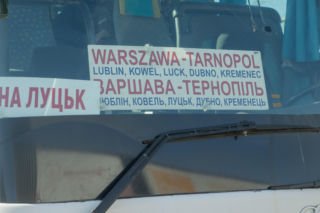 WARSZAWA-TARNOPOL
LUBLIN, KOWEL, LUCK, DUBNO, KREMENEC
ВАРШАВА-ТЕРНОПІЛЬ
ЛЮБЛІН, КОВЕЛЬ, ЛУЦЬК, ДУБНО, КРЕМЕНЕЦЬ
НА ЛУЦЬК